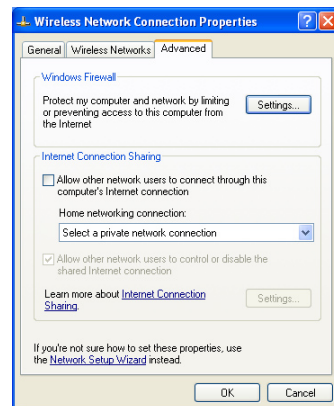 Wireless Network Connection Properties
General
Wireless Networks
Advanced
Windows Firewall
Protect my computer and network by limiting
or preventing access to this computer from
the Internet
Settings...
Internet Connection Sharing
Allow other network users to connect through this
computer's Internet connection
Home networking connection:
Select a private network connection
Allow other network users to control or disable the
shared Internet connection
Learn more about Internet Connection
Sharing.
Settings...
If you're not sure how to set these properties, use
the Network Setup Wizard instead.
OK
Cancel